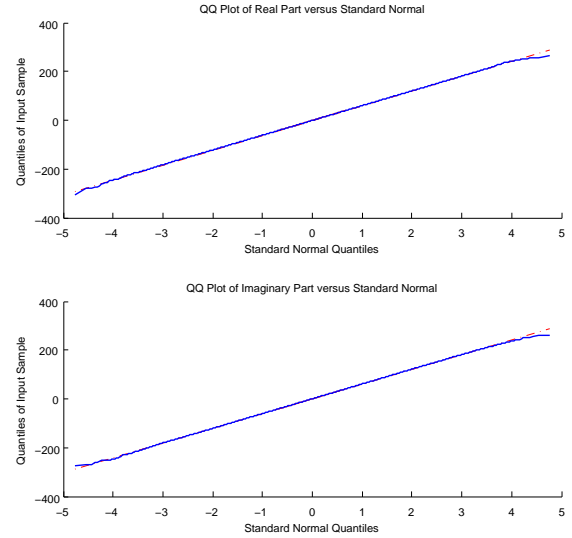 QQ Plot of Real Part versus Standard Normal
400
200
0
−200
−400
Quantiles of Input Sample
−5 −4 −3 −2 −1 0 1 2 3 4 5
Standard Normal Quantiles
QQ Plot of Imaginary Part versus Standard Normal
400
200
0
−200
−400
Quantiles of Input Sample
−5 −4 −3 −2 −1 0 1 2 3 4 5
Standard Normal Quantiles